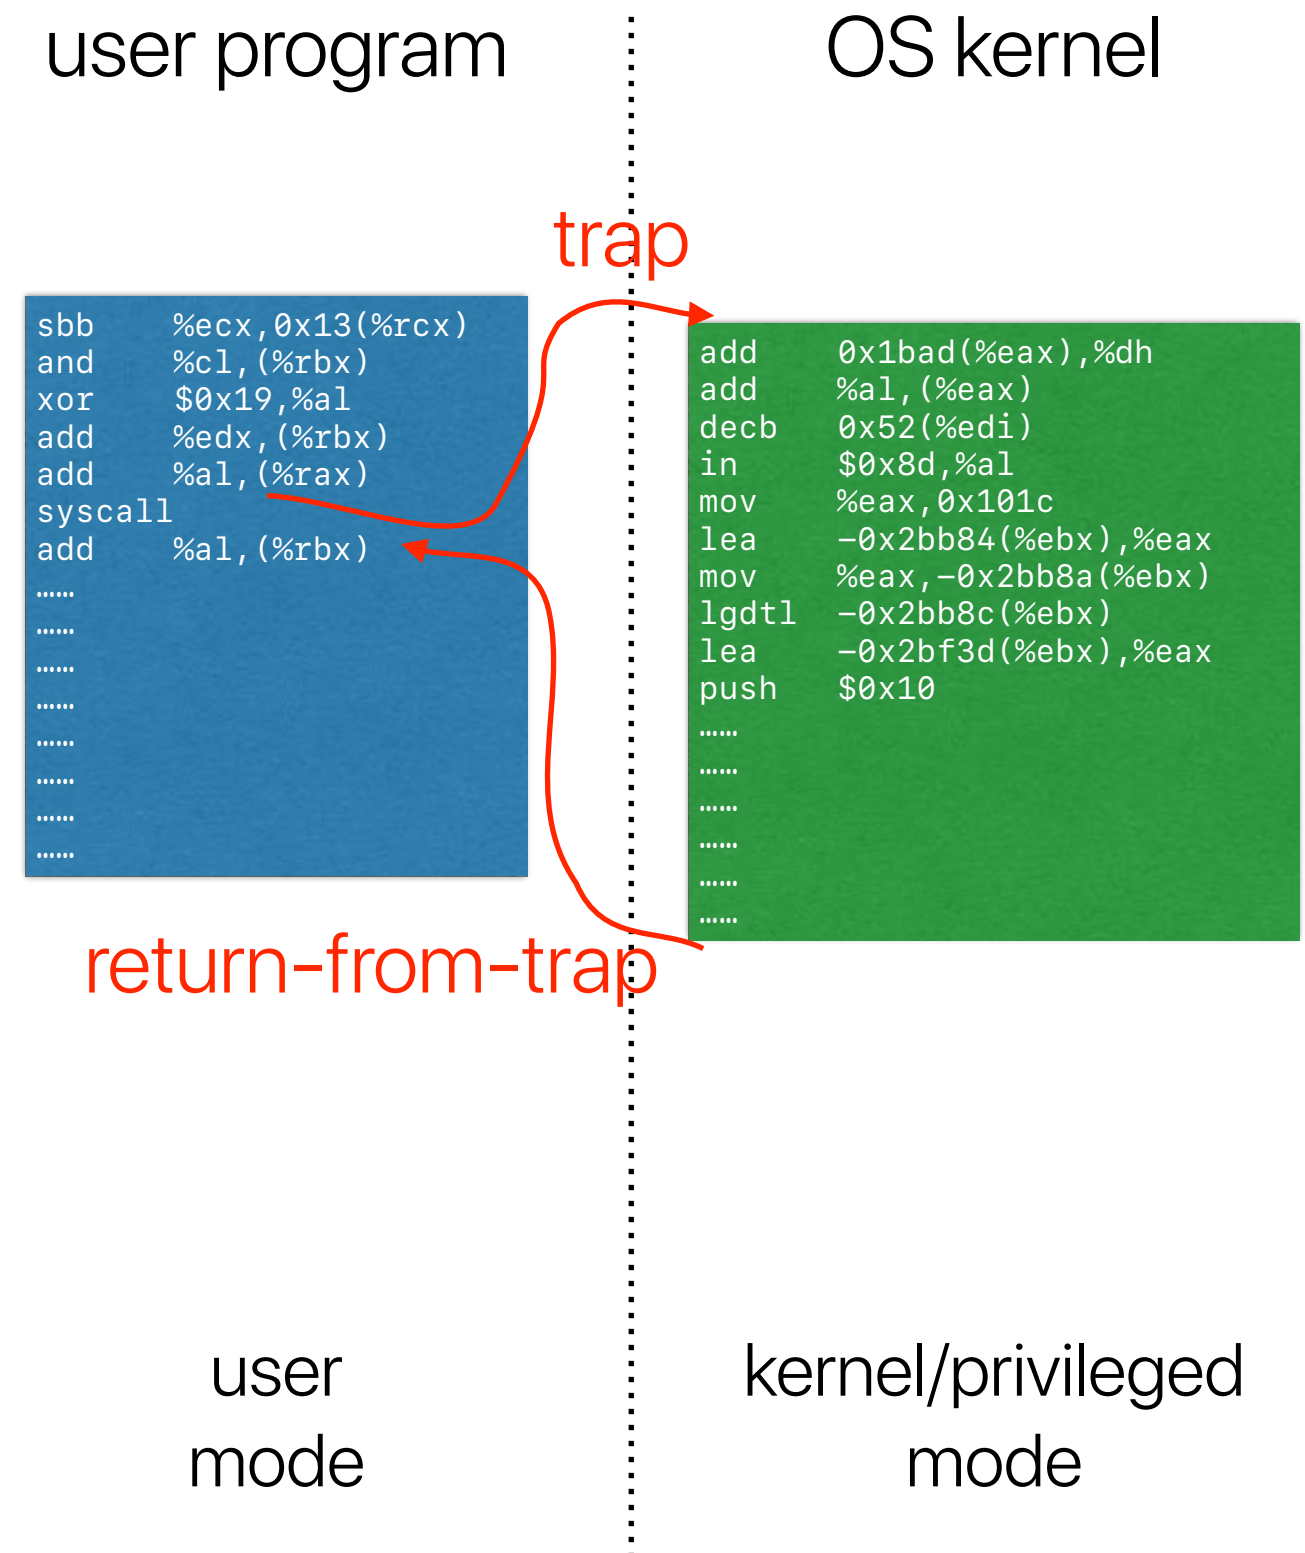 user program
OS kernel
trap
sbb %ecx,0x13(%rcx)
and %cl,(%rbx)
xor $0x19,%al
add %edx,(%rbx)
add %al,(%rax)
syscall
add %al,(%rbx)
……
……
……
……
……
……
……
……
add 0x1bad(%eax),%dh
add %al,(%eax)
decb 0x52(%edi)
in $0x8d,%al
mov %eax,0x101c
lea -0x2bb84(%ebx),%eax
mov %eax,-0x2bb8a(%ebx)
lgdtl -0x2bb8c(%ebx)
lea -0x2bf3d(%ebx),%eax
push $0x10
……
……
……
……
……
……
return-from-trap
user
mode
kernel/privileged
mode